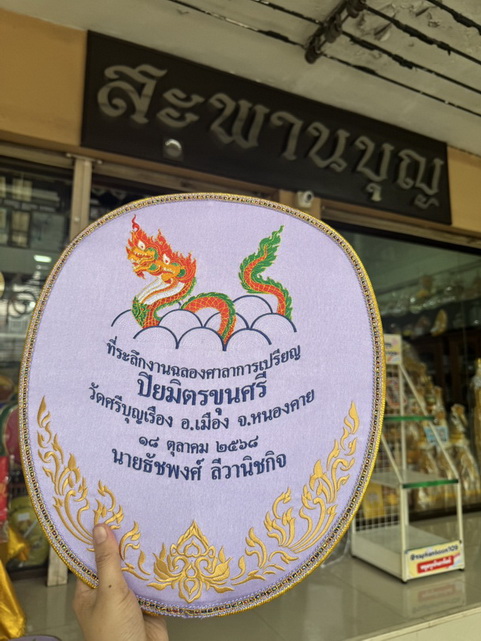 สะพานบุญ
ที่ระลึกงานฉลองศาลาการเปรียญ
ปิยมิตรขุนศรี
วัดศรีบุญเรือง อ.เมือง จ.หนองคาย
๑๘ ตุลาคม ๒๕๖๘
นายธัชพงศ์ ลีวานิชกิจ